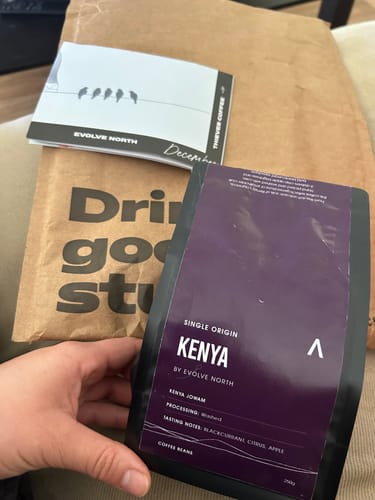 EVOLVE NORTH
December
THIEVES COFFEE
Drin
goo
stu
SINGLE ORIGIN
KENYA
BY EVOLVE NORTH
KENYA JOWAM
PROCESSING: Washed
TASTING NOTES: BLACKCURRANT, CITRUS, APPLE
COFFEE BEANS
250g